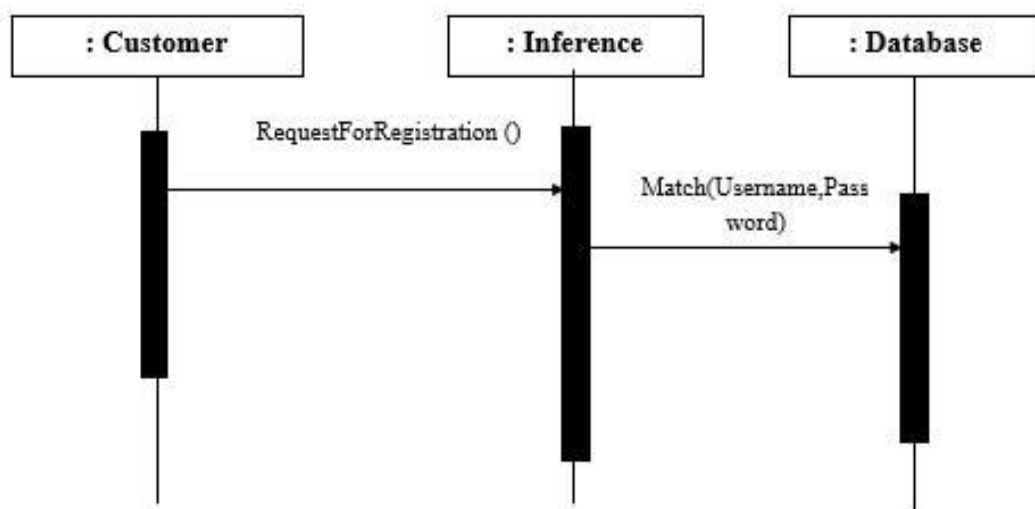 : Customer
: Inference
: Database
RequestForRegistration ()
Match(Username,Pass
word)